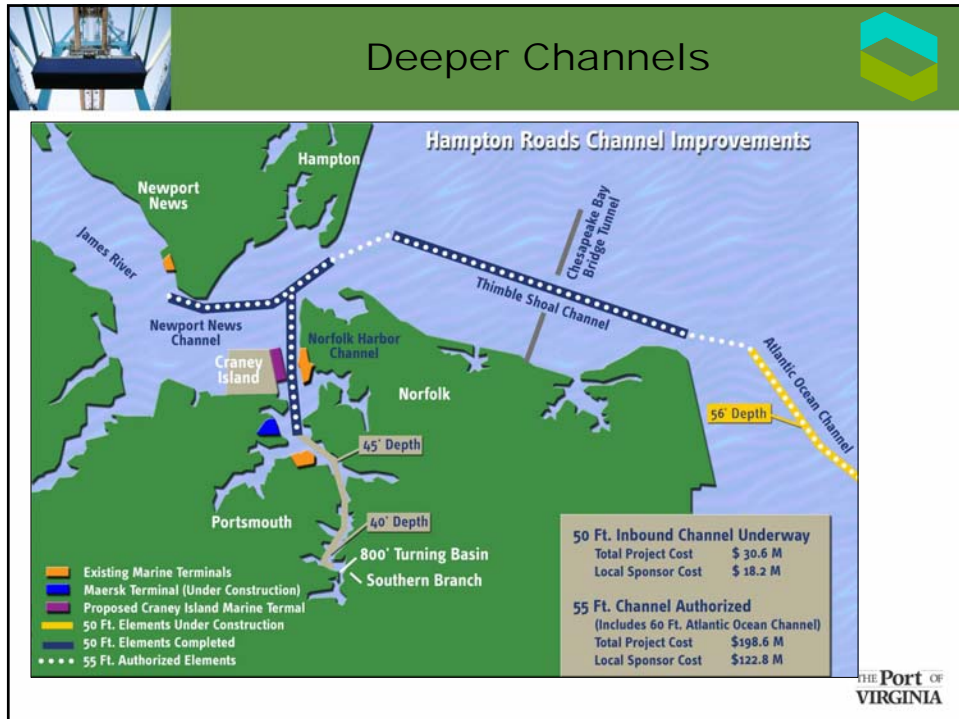 Deeper Channels
Hampton Roads Channel Improvements
Hampton
Newport
News
James River
Chesapeake Bay
Bridge Tunnel
Thimble Shoal Channel
Newport News
Channel
Norfolk Harbor
Channel
Craney
Island
Norfolk
Atlantic Ocean Channel
56' Depth
45' Depth
Portsmouth
40' Depth
800' Turning Basin
Southern Branch
Existing Marine Terminals
Maersk Terminal (Under Construction)
Proposed Craney Island Marine Termal
50 Ft. Elements Under Construction
50 Ft. Elements Completed
55 Ft. Authorized Elements
50 Ft. Inbound Channel Underway
Total Project Cost $ 30.6 M
Local Sponsor Cost $ 18.2 M
55 Ft. Channel Authorized
(Includes 60 Ft. Atlantic Ocean Channel)
Total Project Cost $198.6 M
Local Sponsor Cost $122.8 M
THE Port OF
VIRGINIA